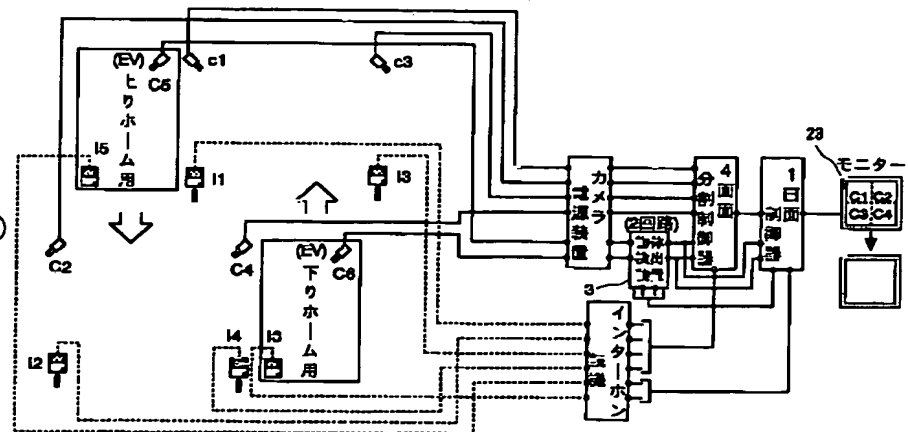 (EV)
上りホーム用
C5
c1
c3
I5
I1
I3
C2
C4
(EV)
下りホーム用
C6
I2
I4
I3
カメラ電源装置
(2回路)
3
4画面分割制御器
制御器
インターホン
23
モニター
C1 C2
C3 C4